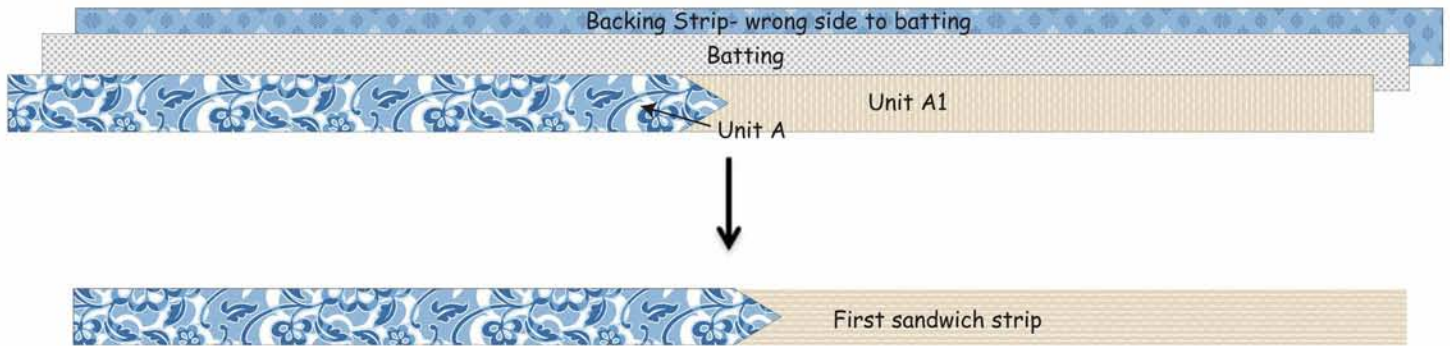 Backing Strip- wrong side to batting
Batting
Unit A1
Unit A
First sandwich strip